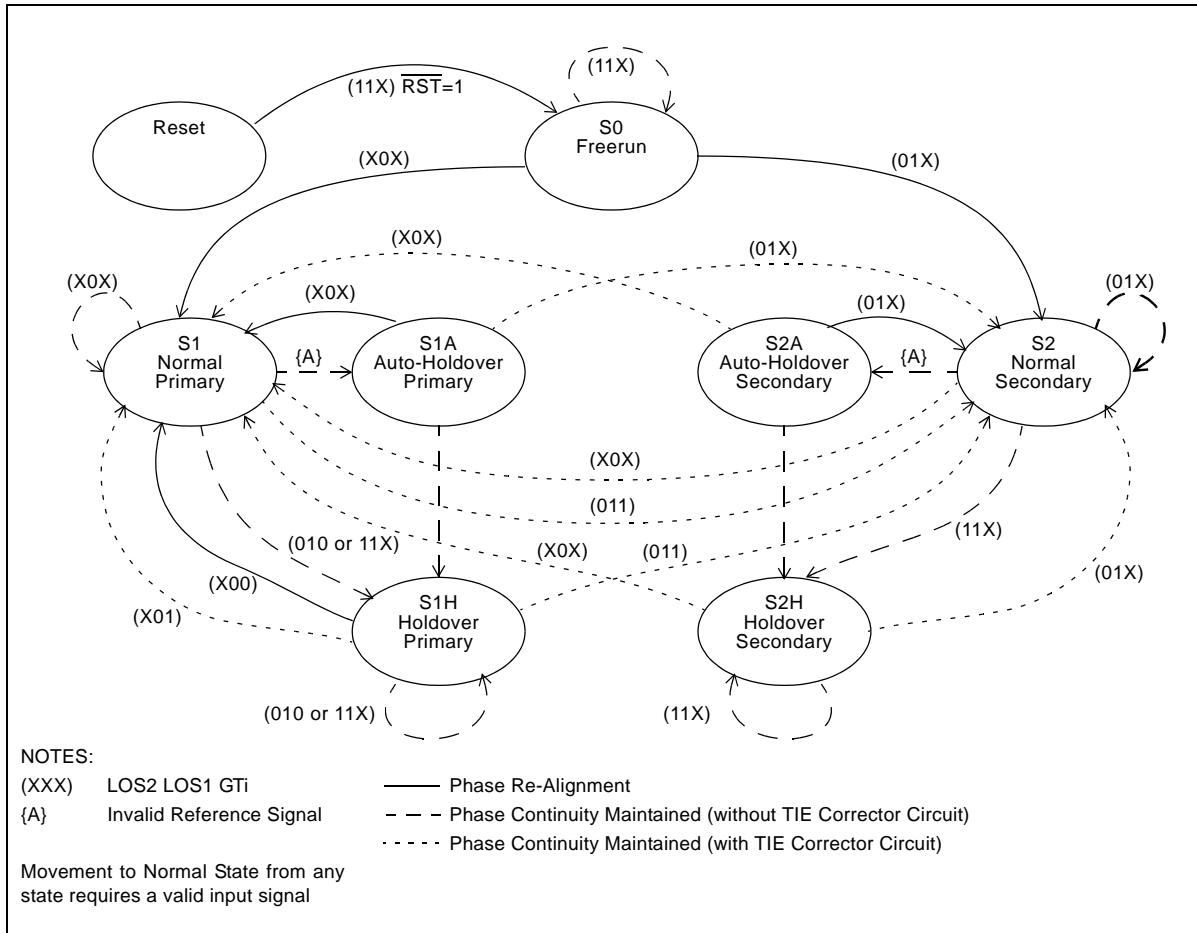 (11X) RST=1
(11X)
Reset
S0
Freerun
(X0X)
(01X)
(X0X)
(01X)
(X0X)
(X0X)
(01X)
(01X)
S1
Normal
Primary
{A}
S1A
Auto-Holdover
Primary
S2A
Auto-Holdover
Secondary
{A}
S2
Normal
Secondary
(X0X)
(011)
(010 or 11X)
(X0X)
(011)
(11X)
(X00)
(X01)
(01X)
S1H
Holdover
Primary
S2H
Holdover
Secondary
(010 or 11X)
(11X)
NOTES:
(XXX) LOS2 LOS1 GTi
Phase Re-Alignment
{A} Invalid Reference Signal
Phase Continuity Maintained (without TIE Corrector Circuit)
Phase Continuity Maintained (with TIE Corrector Circuit)
Movement to Normal State from any
state requires a valid input signal